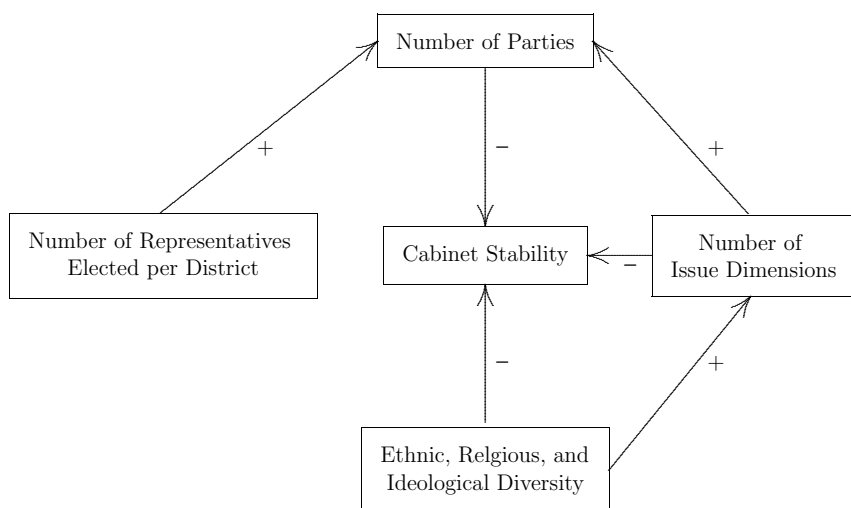 Number of Parties
+
−
+
Number of Representatives
Elected per District
Cabinet Stability
−
Number of
Issue Dimensions
−
+
Ethnic, Relgious, and
Ideological Diversity